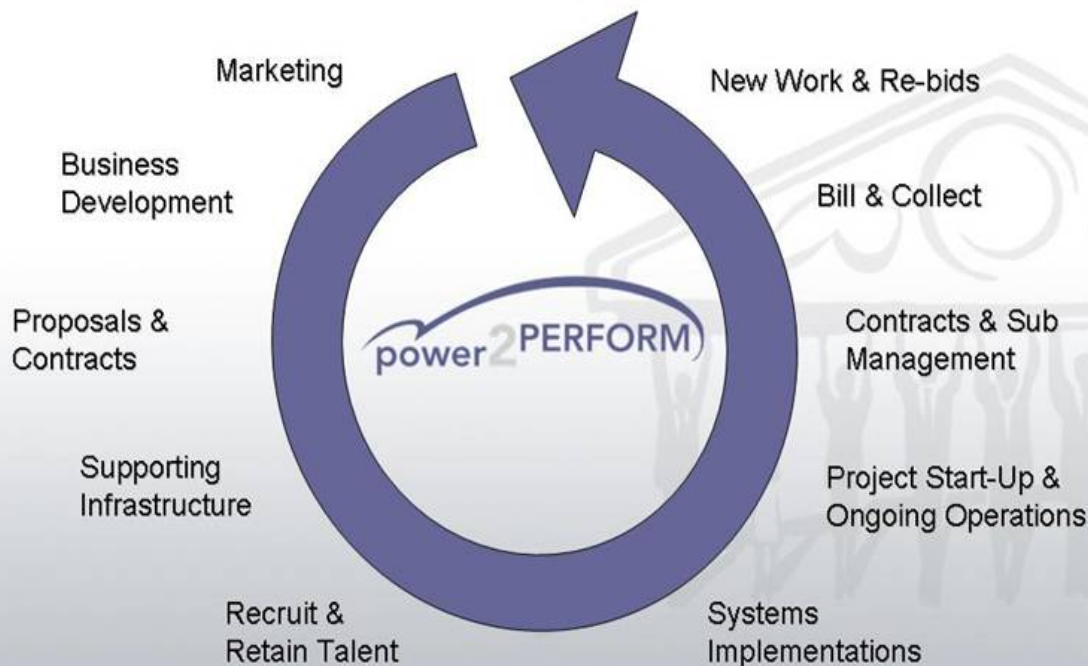 Marketing
Business
Development
Proposals &
Contracts
Supporting
Infrastructure
Recruit &
Retain Talent
Systems
Implementations
Project Start-Up &
Ongoing Operations
Contracts & Sub
Management
Bill & Collect
New Work & Re-bids
power2PERFORM